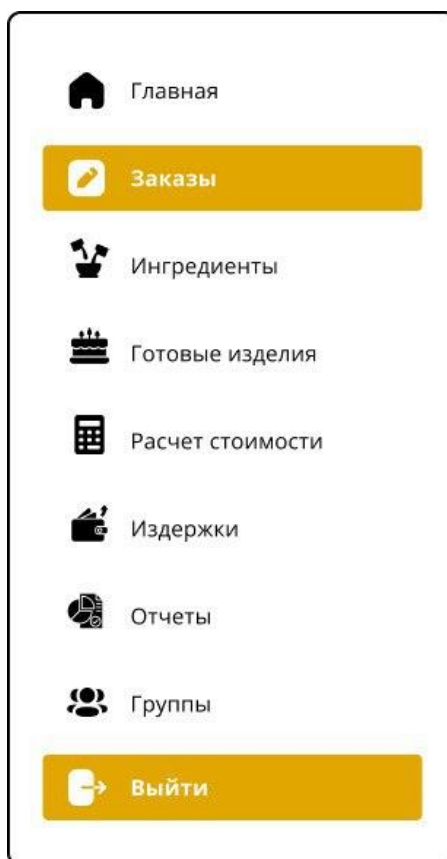 Главная
Заказы
Ингредиенты
Готовые изделия
Расчет стоимости
Издержки
Отчеты
Группы
Выйти